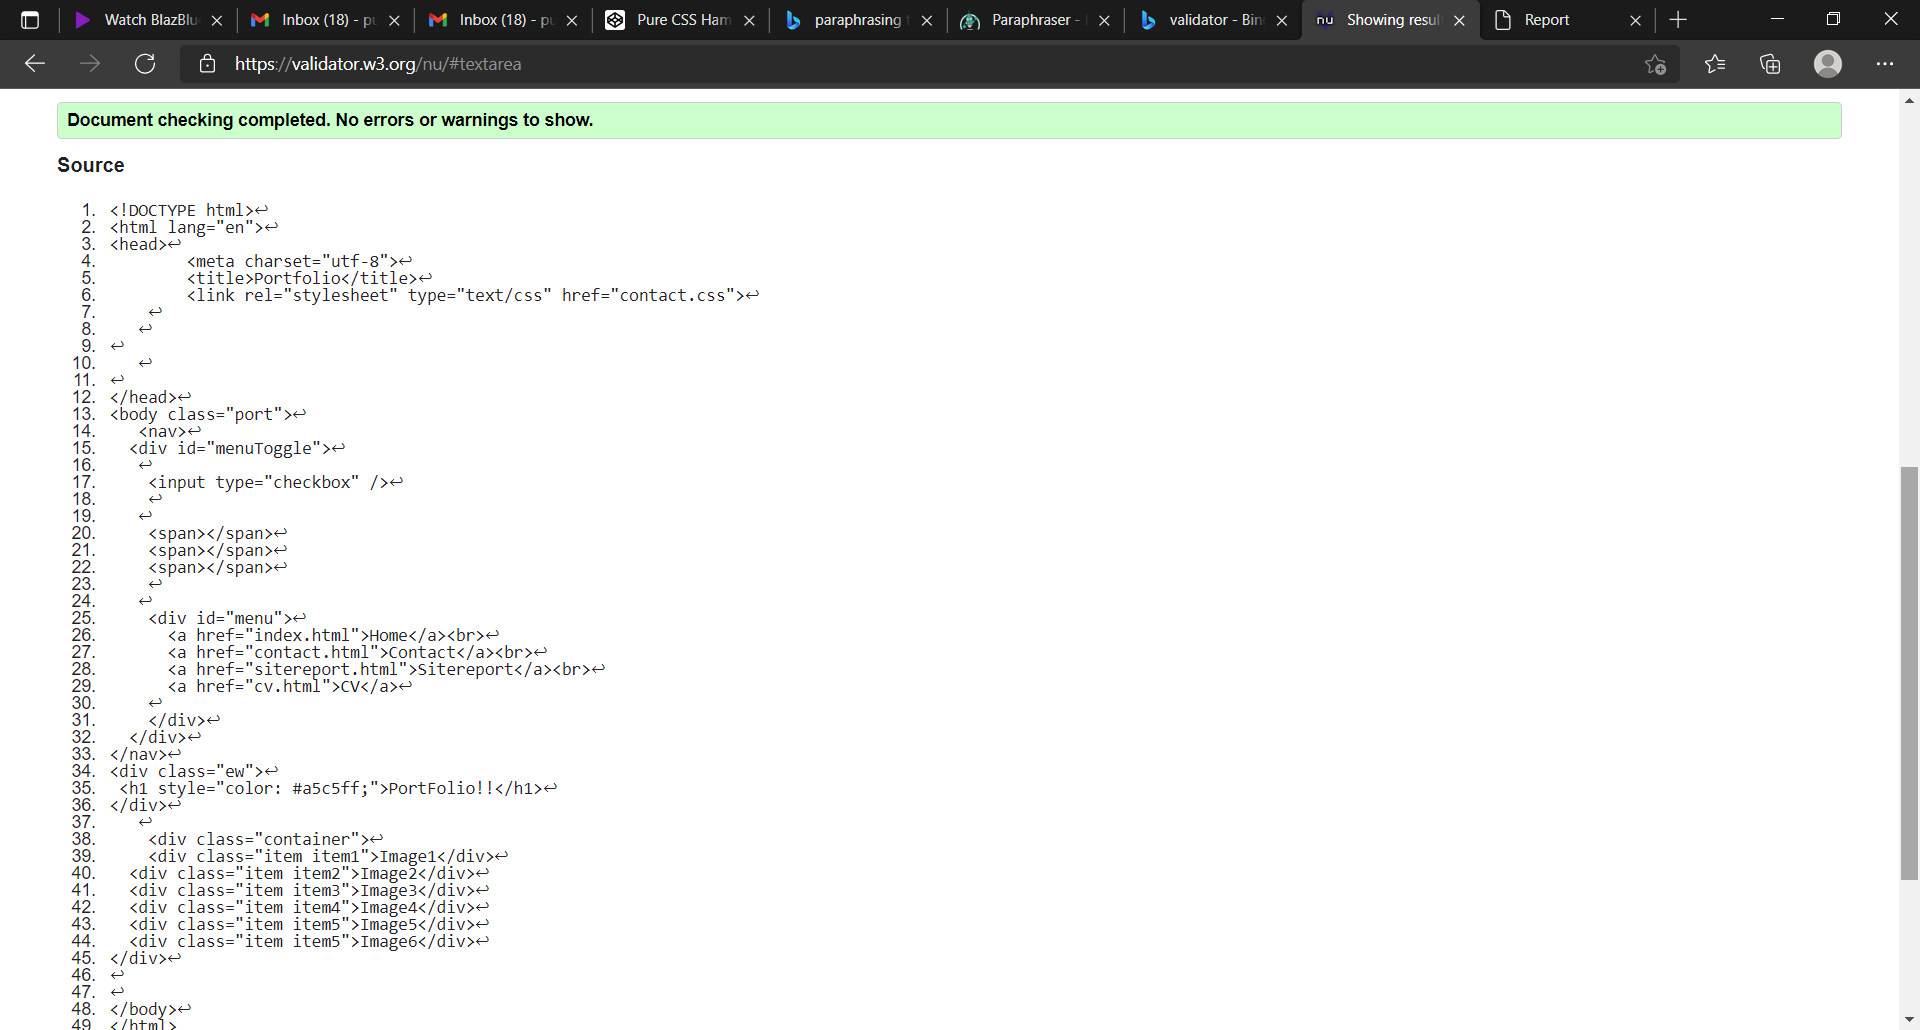 Watch BlazBlu
Inbox (18) - pu
Inbox (18) - pu
Pure CSS Ham
paraphrasing t
Paraphraser -
validator - Bin
Showing resul
Report
https://validator.w3.org/nu/#textarea
Document checking completed. No errors or warnings to show.
Source
1. <!DOCTYPE html>↩
2. <html lang="en">↩
3. <head>↩
4. <meta charset="utf-8">↩
5. <title>Portfolio</title>↩
6. <link rel="stylesheet" type="text/css" href="contact.css">↩
7. ↩
8. ↩
9. ↩
10. ↩
11. ↩
12. </head>↩
13. <body class="port">↩
14. <nav>↩
15. <div id="menuToggle">↩
16. ↩
17. <input type="checkbox" />↩
18. ↩
19. ↩
20. <span></span>↩
21. <span></span>↩
22. <span></span>↩
23. ↩
24. ↩
25. <div id="menu">↩
26. <a href="index.html">Home</a><br>↩
27. <a href="contact.html">Contact</a><br>↩
28. <a href="sitereport.html">Sitereport</a><br>↩
29. <a href="cv.html">CV</a>↩
30. ↩
31. </div>↩
32. </div>↩
33. </nav>↩
34. <div class="ew">↩
35. <h1 style="color: #a5c5ff;">PortFolio!!</h1>↩
36. </div>↩
37. ↩
38. <div class="container">↩
39. <div class="item item1">Image1</div>↩
40. <div class="item item2">Image2</div>↩
41. <div class="item item3">Image3</div>↩
42. <div class="item item4">Image4</div>↩
43. <div class="item item5">Image5</div>↩
44. <div class="item item5">Image6</div>↩
45. </div>↩
46. ↩
47. ↩
48. </body>↩
49. </html>